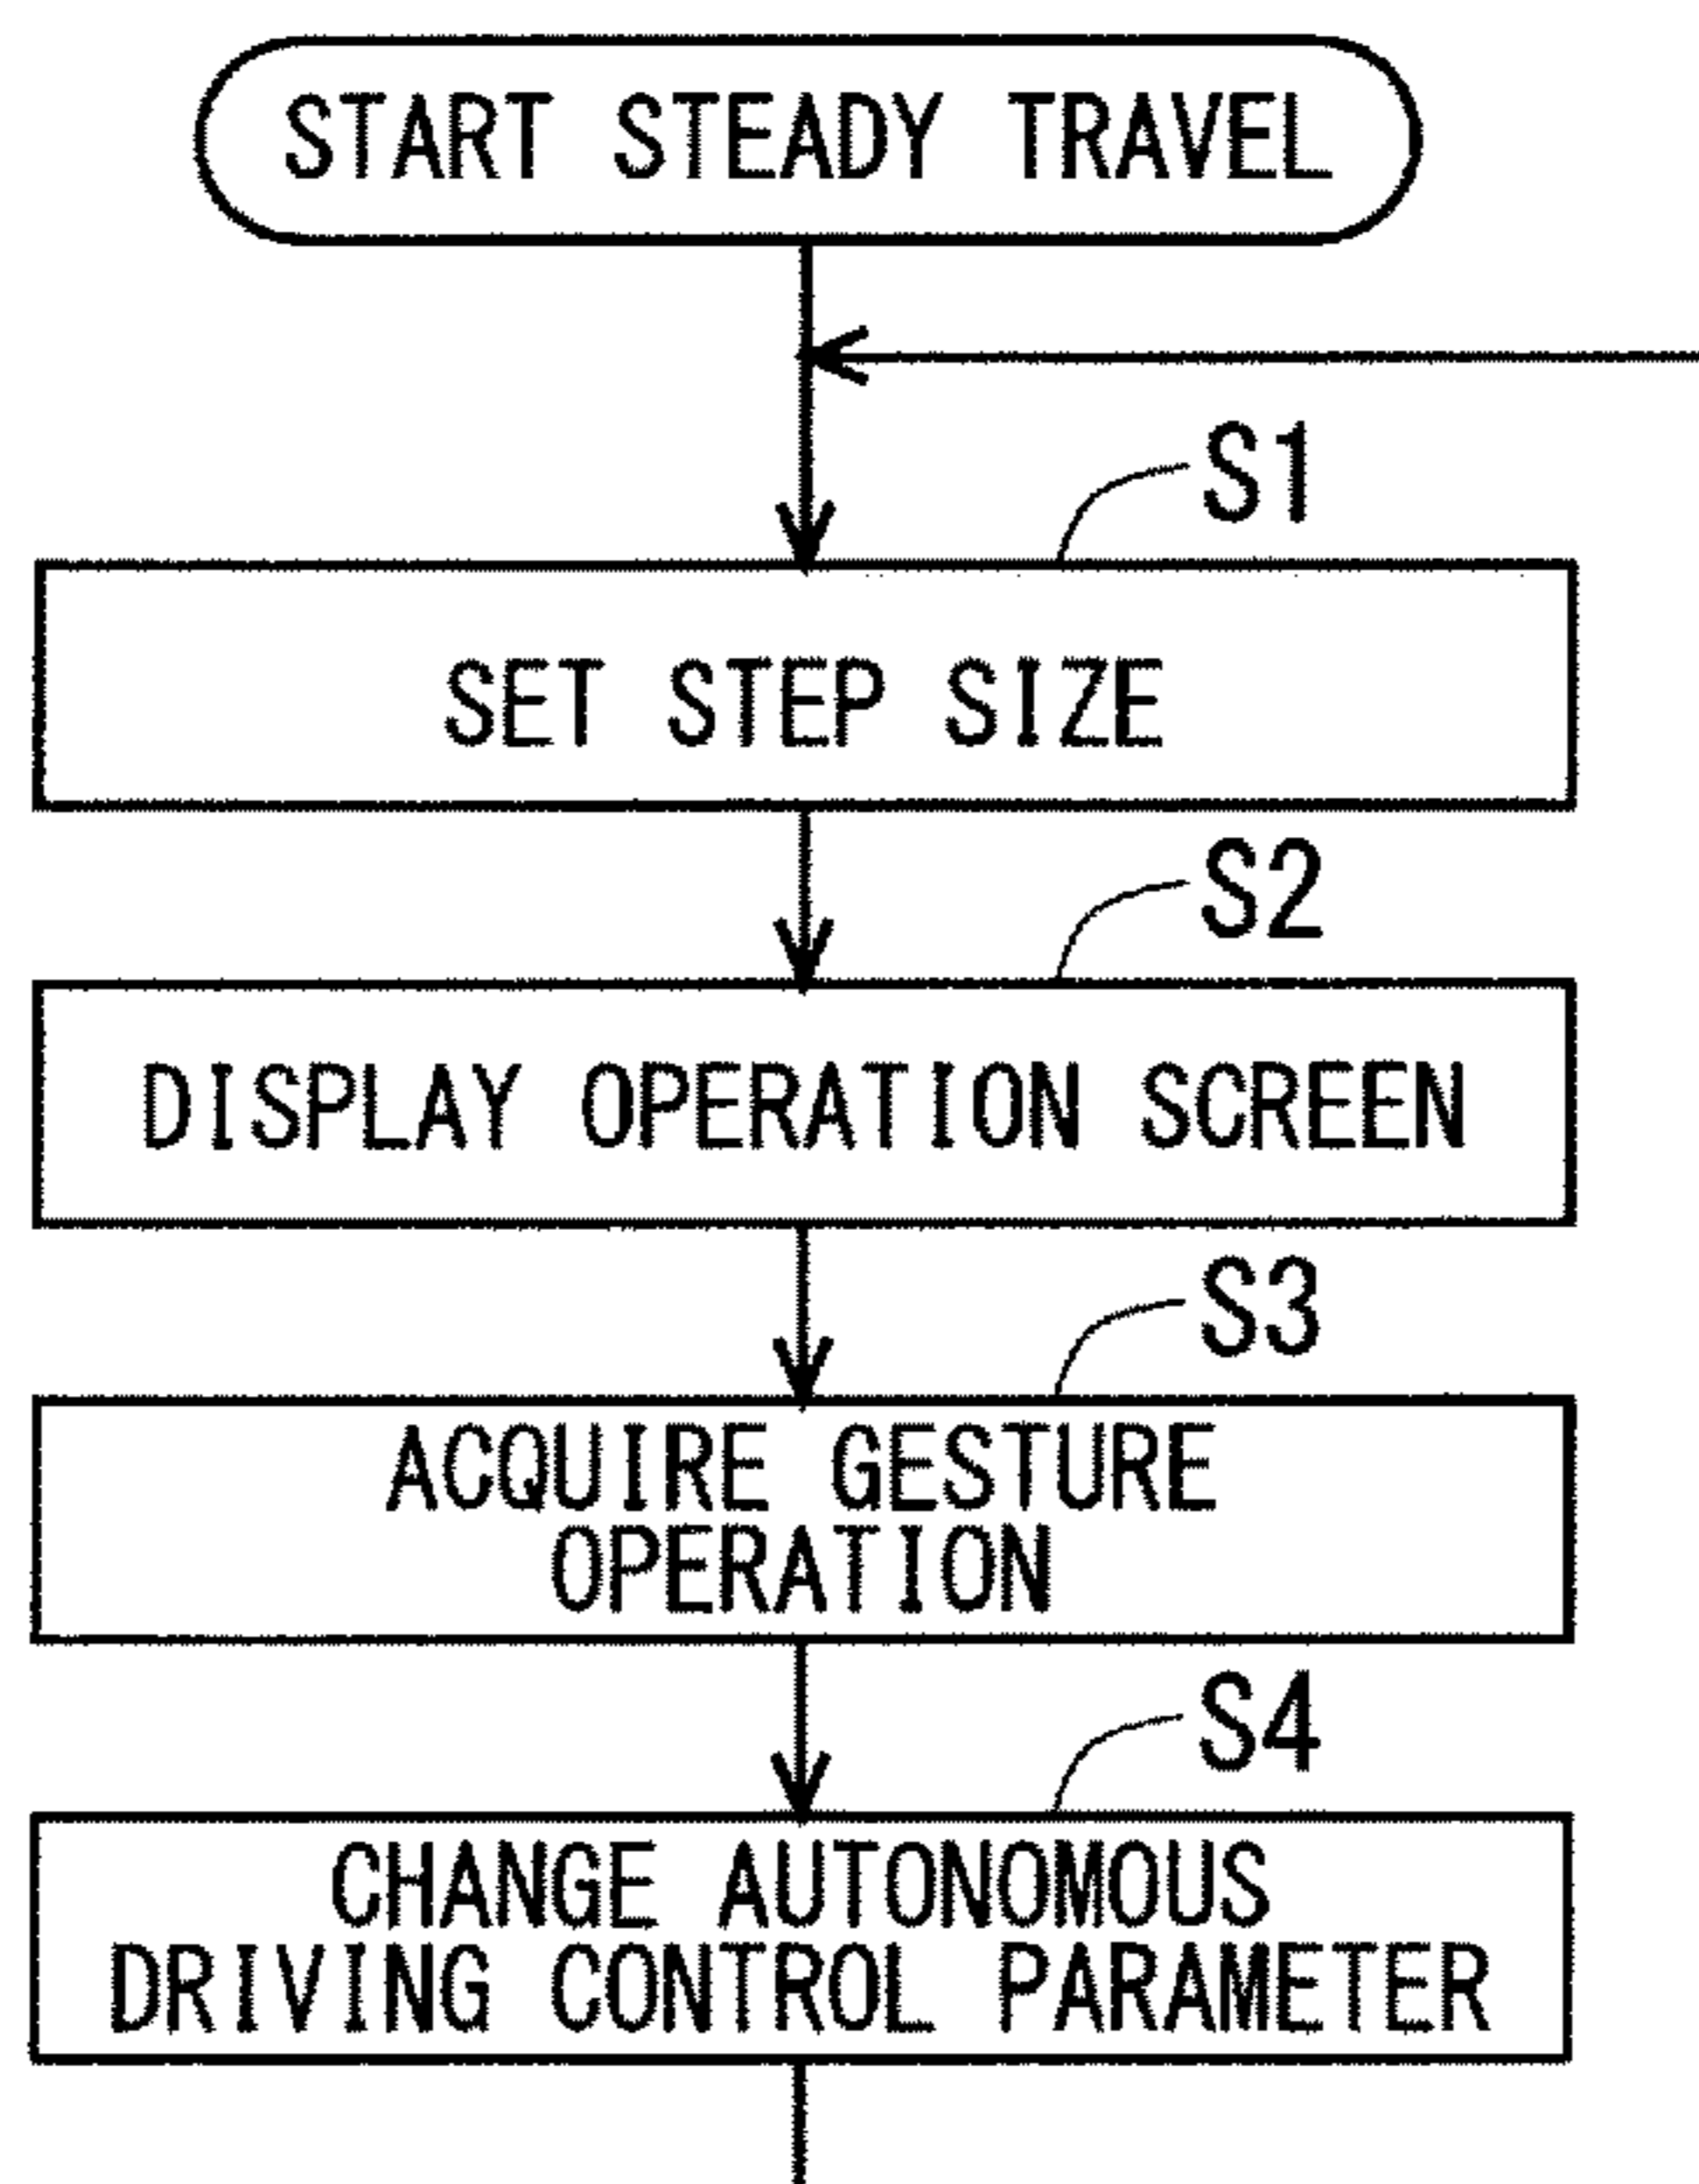 START STEADY TRAVEL
S1
SET STEP SIZE
S2
DISPLAY OPERATION SCREEN
S3
ACQUIRE GESTURE
OPERATION
S4
CHANGE AUTONOMOUS
DRIVING CONTROL PARAMETER